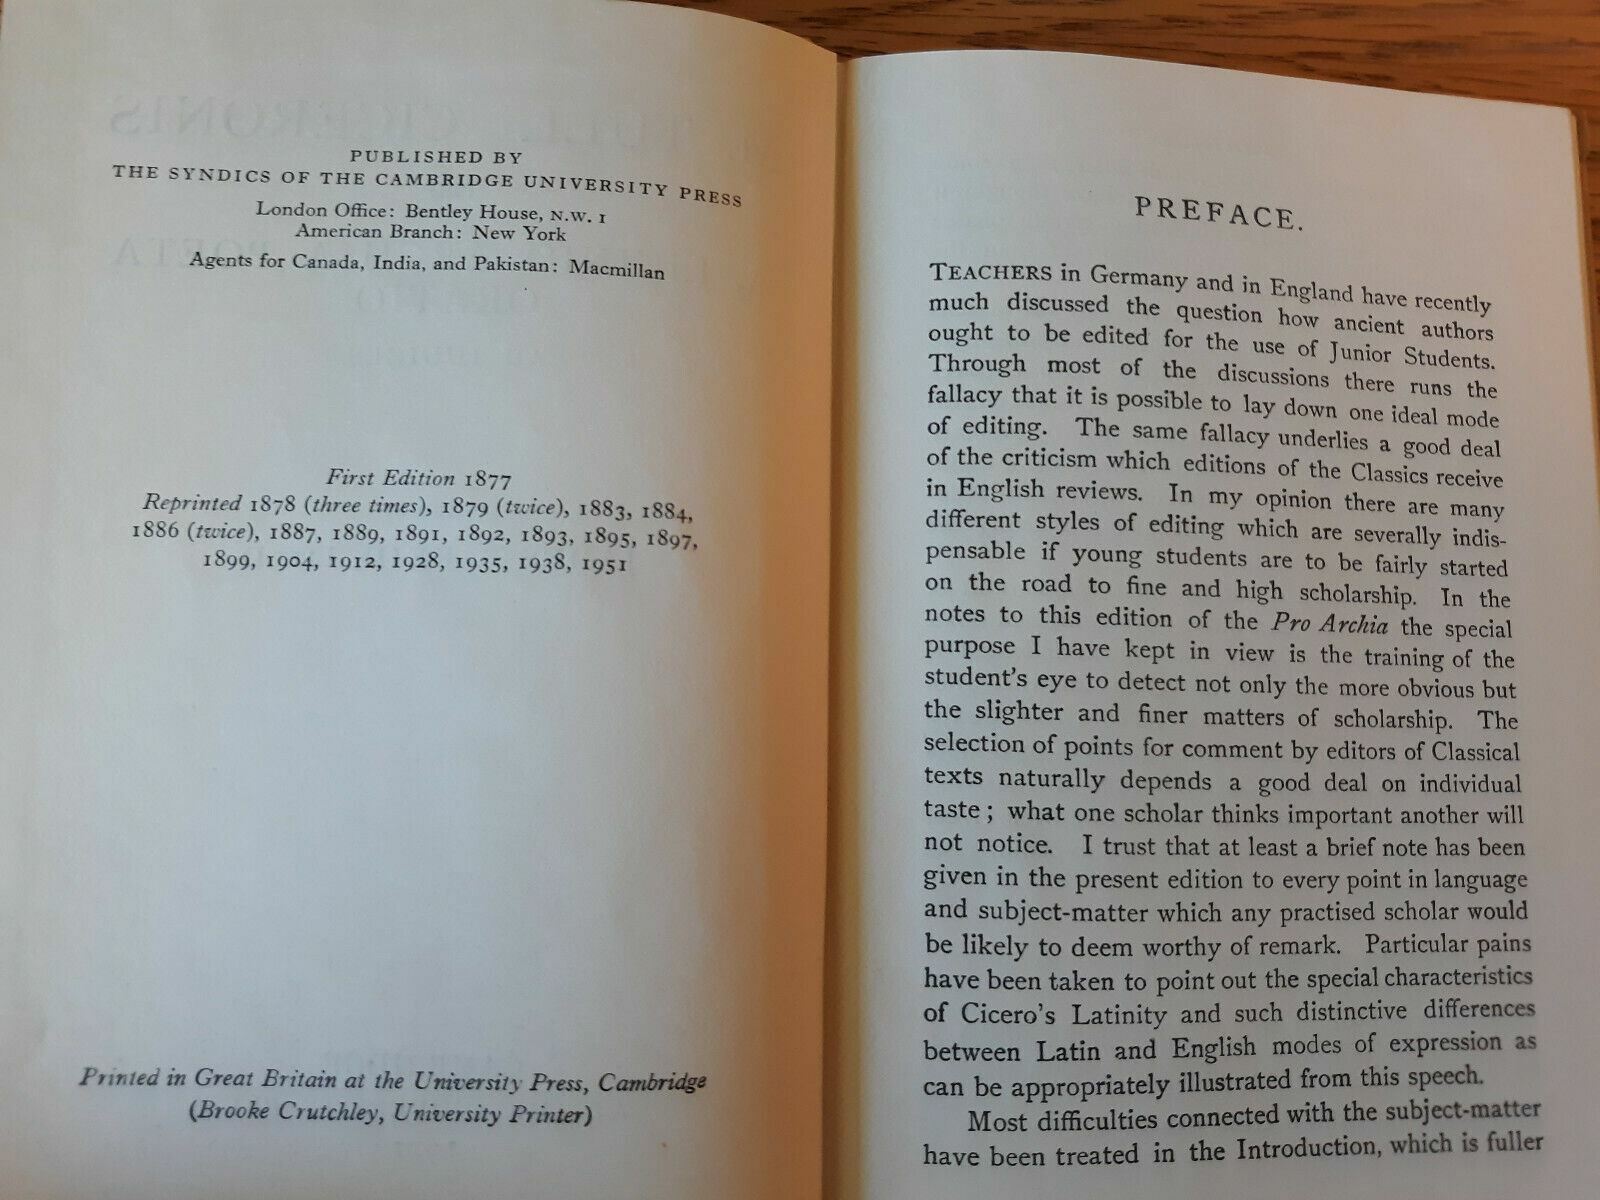 PUBLISHED BY
THE SYNDICS OF THE CAMBRIDGE UNIVERSITY PRESS
London Office: Bentley House, N.W. 1
American Branch: New York
Agents for Canada, India, and Pakistan: Macmillan
First Edition 1877
Reprinted 1878 (three times), 1879 (twice), 1883, 1884,
1886 (twice), 1887, 1889, 1891, 1892, 1893, 1895, 1897,
1899, 1904, 1912, 1928, 1935, 1938, 1951
Printed in Great Britain at the University Press, Cambridge
(Brooke Crutchley, University Printer)
PREFACE.
TEACHERS in Germany and in England have recently
much discussed the question how ancient authors
ought to be edited for the use of Junior Students.
Through most of the discussions there runs the
fallacy that it is possible to lay down one ideal mode
of editing. The same fallacy underlies a good deal
of the criticism which editions of the Classics receive
in English reviews. In my opinion there are many
different styles of editing which are severally indis-
pensable if young students are to be fairly started
on the road to fine and high scholarship. In the
notes to this edition of the Pro Archia the special
purpose I have kept in view is the training of the
student's eye to detect not only the more obvious but
the slighter and finer matters of scholarship. The
selection of points for comment by editors of Classical
texts naturally depends a good deal on individual
taste; what one scholar thinks important another will
not notice. I trust that at least a brief note has been
given in the present edition to every point in language
and subject-matter which any practised scholar would
be likely to deem worthy of remark. Particular pains
have been taken to point out the special characteristics
of Cicero's Latinity and such distinctive differences
between Latin and English modes of expression as
can be appropriately illustrated from this speech.
Most difficulties connected with the subject-matter
have been treated in the Introduction, which is fuller